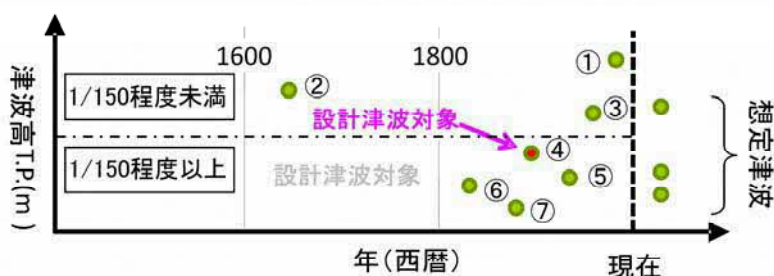 津波高T.P.(m)
1600
1800
①
②
1/150程度未満
設計津波対象
③
④
1/150程度以上
設計津波対象
⑤
⑥
⑦
想定津波
年(西暦)
現在